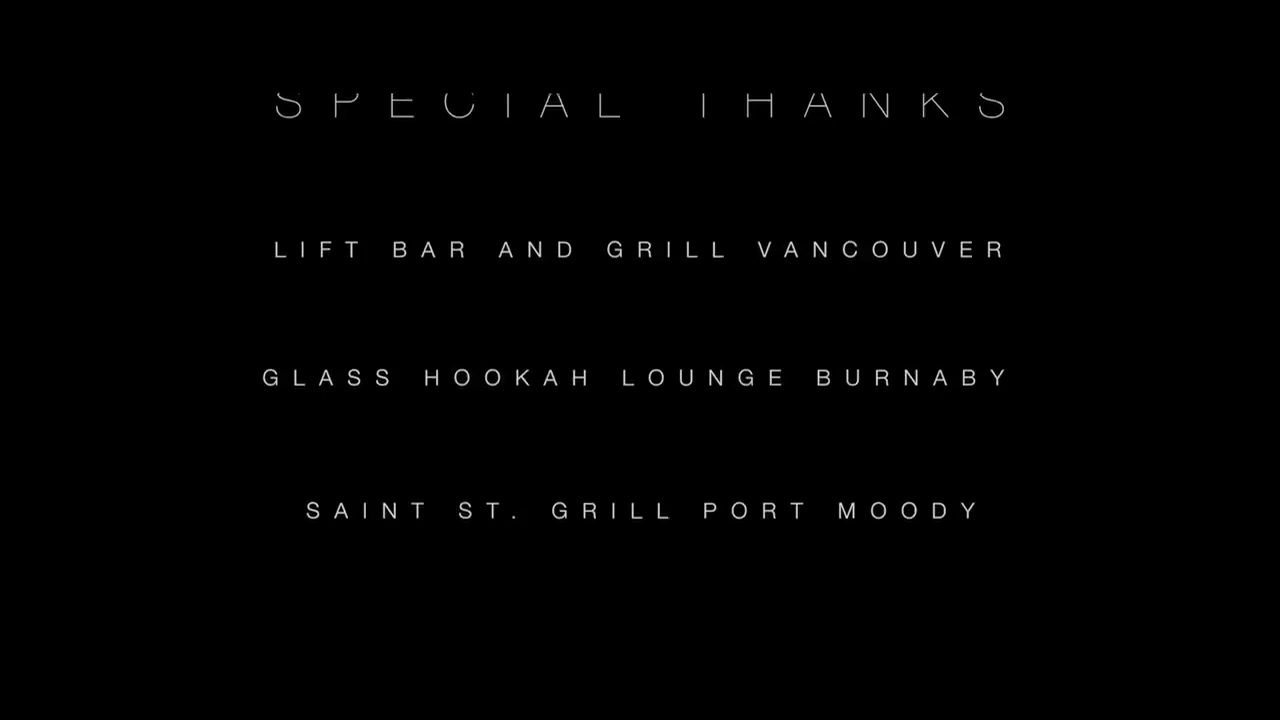 SPECIAL THANKS
LIFT BAR AND GRILL VANCOUVER
GLASS HOOKAH LOUNGE BURNABY
SAINT ST. GRILL PORT MOODY